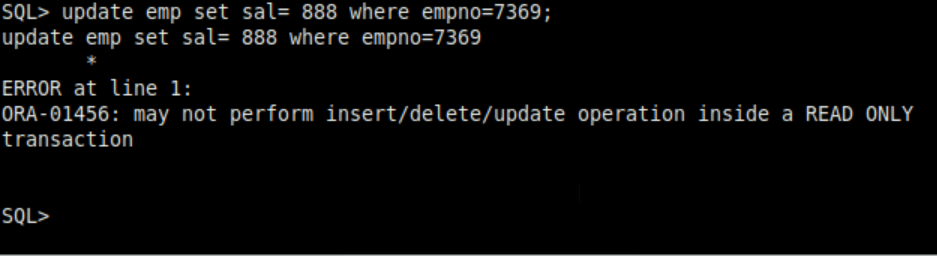 SQL> update emp set sal= 888 where empno=7369;
update emp set sal= 888 where empno=7369
*
ERROR at line 1:
ORA-01456: may not perform insert/delete/update operation inside a READ ONLY
transaction
SQL>